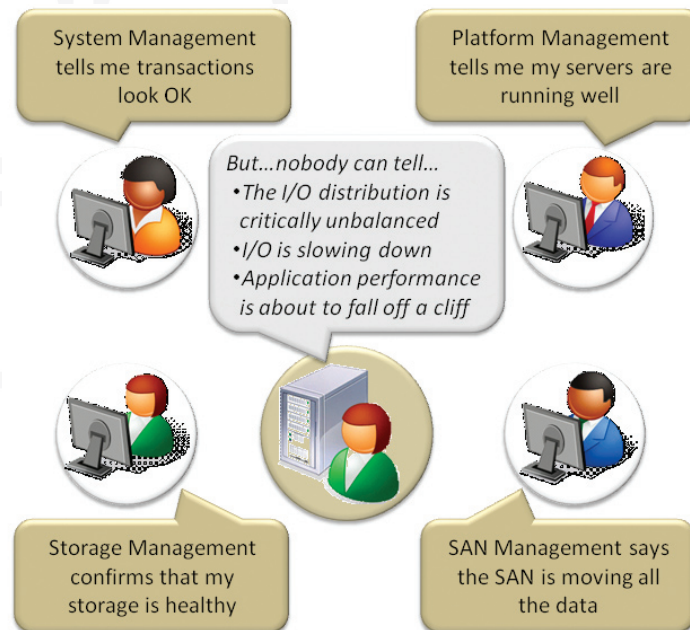 System Management
tells me transactions
look OK
Platform Management
tells me my servers are
running well
But...nobody can tell...
•The I/O distribution is
critically unbalanced
•I/O is slowing down
•Application performance
is about to fall off a cliff
Storage Management
confirms that my
storage is healthy
SAN Management says
the SAN is moving all
the data